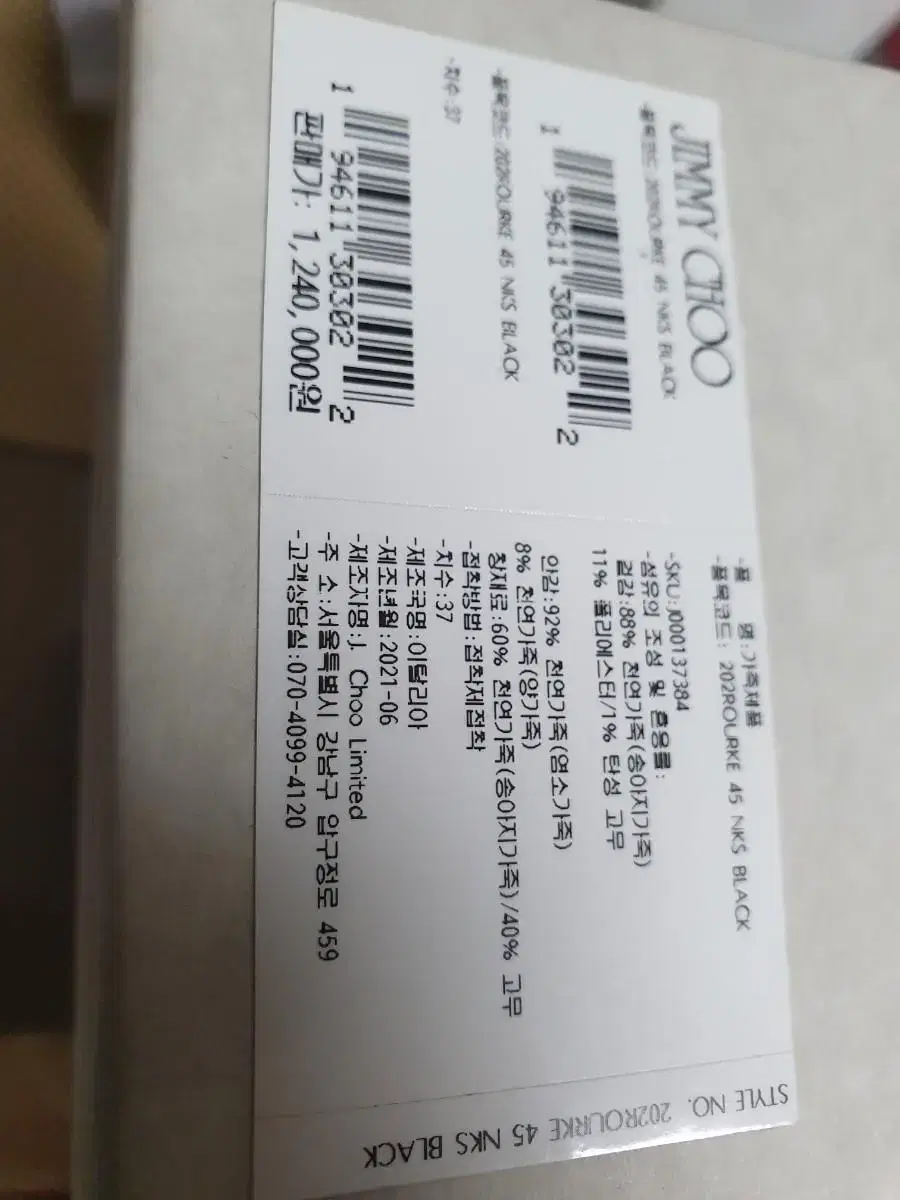 JIMMY CHOO
-품목코드:202ROURKE 45 NKS BLACK
1 94611 30302 2
-품목코드:202ROURKE 45 NKS BLACK
-치수:37
1 94611 30302 2
판매가: 1,240,000원
-품 명:가죽제품
-품목코드: 202ROURKE 45 NKS BLACK
-SKU:J000137384
-섬유의 조성 및 혼용률:
겉감:88% 천연가죽(송아지가죽)
11% 폴리에스터/1% 탄성 고무
안감:92% 천연가죽(염소가죽)
8% 천연가죽(양가죽)
창재료:60% 천연가죽(송아지가죽)/40% 고무
-접착방법:접착제접착
-치수:37
-제조국명:이탈리아
-제조년월:2021-06
-제조자명:J. Choo Limited
-주 소:서울특별시 강남구 압구정로 459
-고객상담실:070-4099-4120
STYLE NO. 202ROURKE 45 NKS BLACK